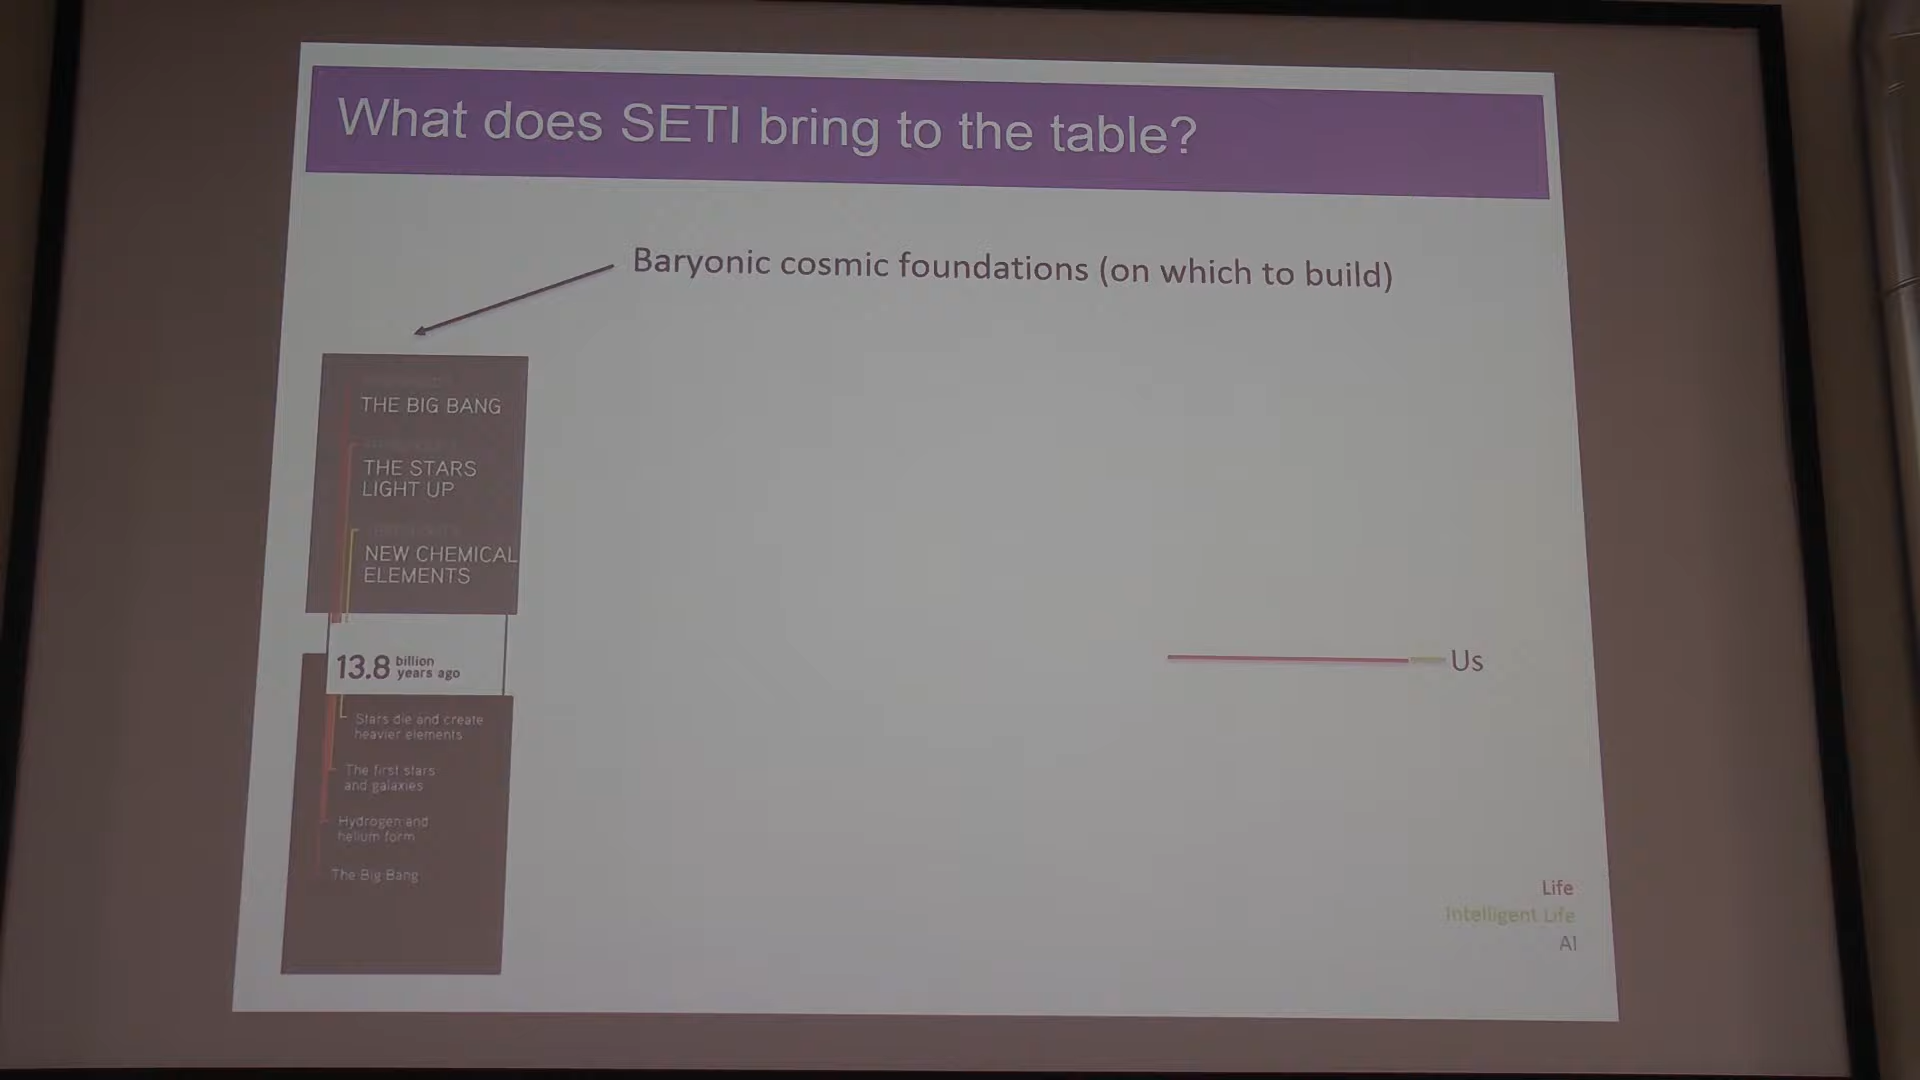 What does SETI bring to the table?
Baryonic cosmic foundations (on which to build)
THE BIG BANG
THE STARS
LIGHT UP
NEW CHEMICAL
ELEMENTS
13.8 billion
years ago
Stars die and create
heavier elements
The first stars
and galaxies
Hydrogen and
helium form
The Big Bang
Us
Life
Intelligent Life
AI